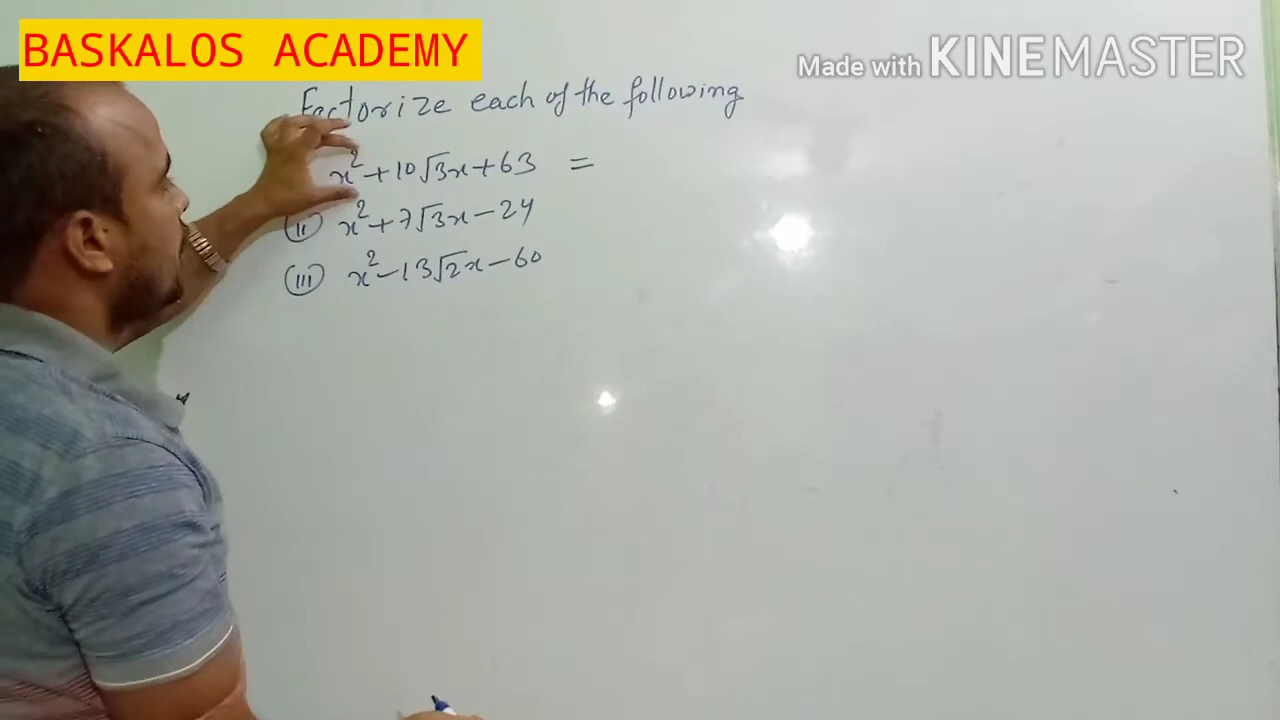 BASKALOS ACADEMY
Made with KINEMASTER
Factorize each of the following
x² + 10√3x + 63 =
(ii) x² + 7√3x - 24
(iii) x² - 13√2x - 60